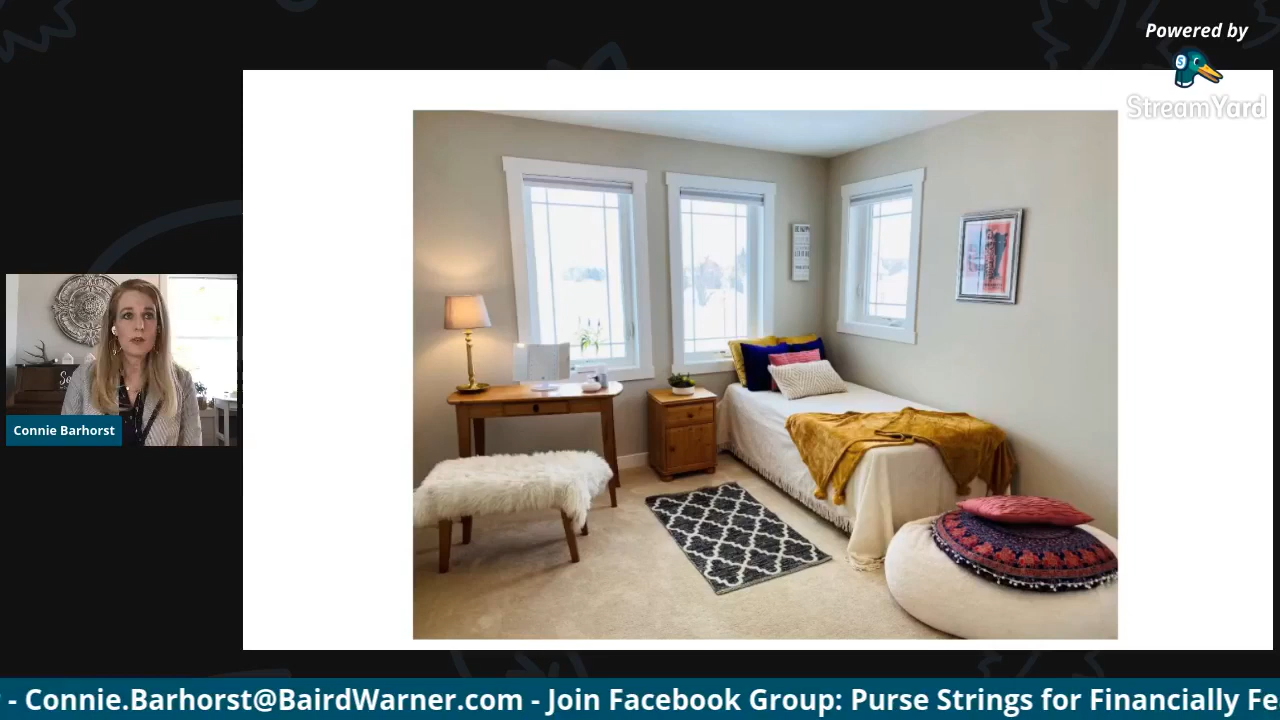 Powered by
StreamYard
Connie Barhorst
- Connie.Barhorst@BairdWarner.com - Join Facebook Group: Purse Strings for Financially Fe